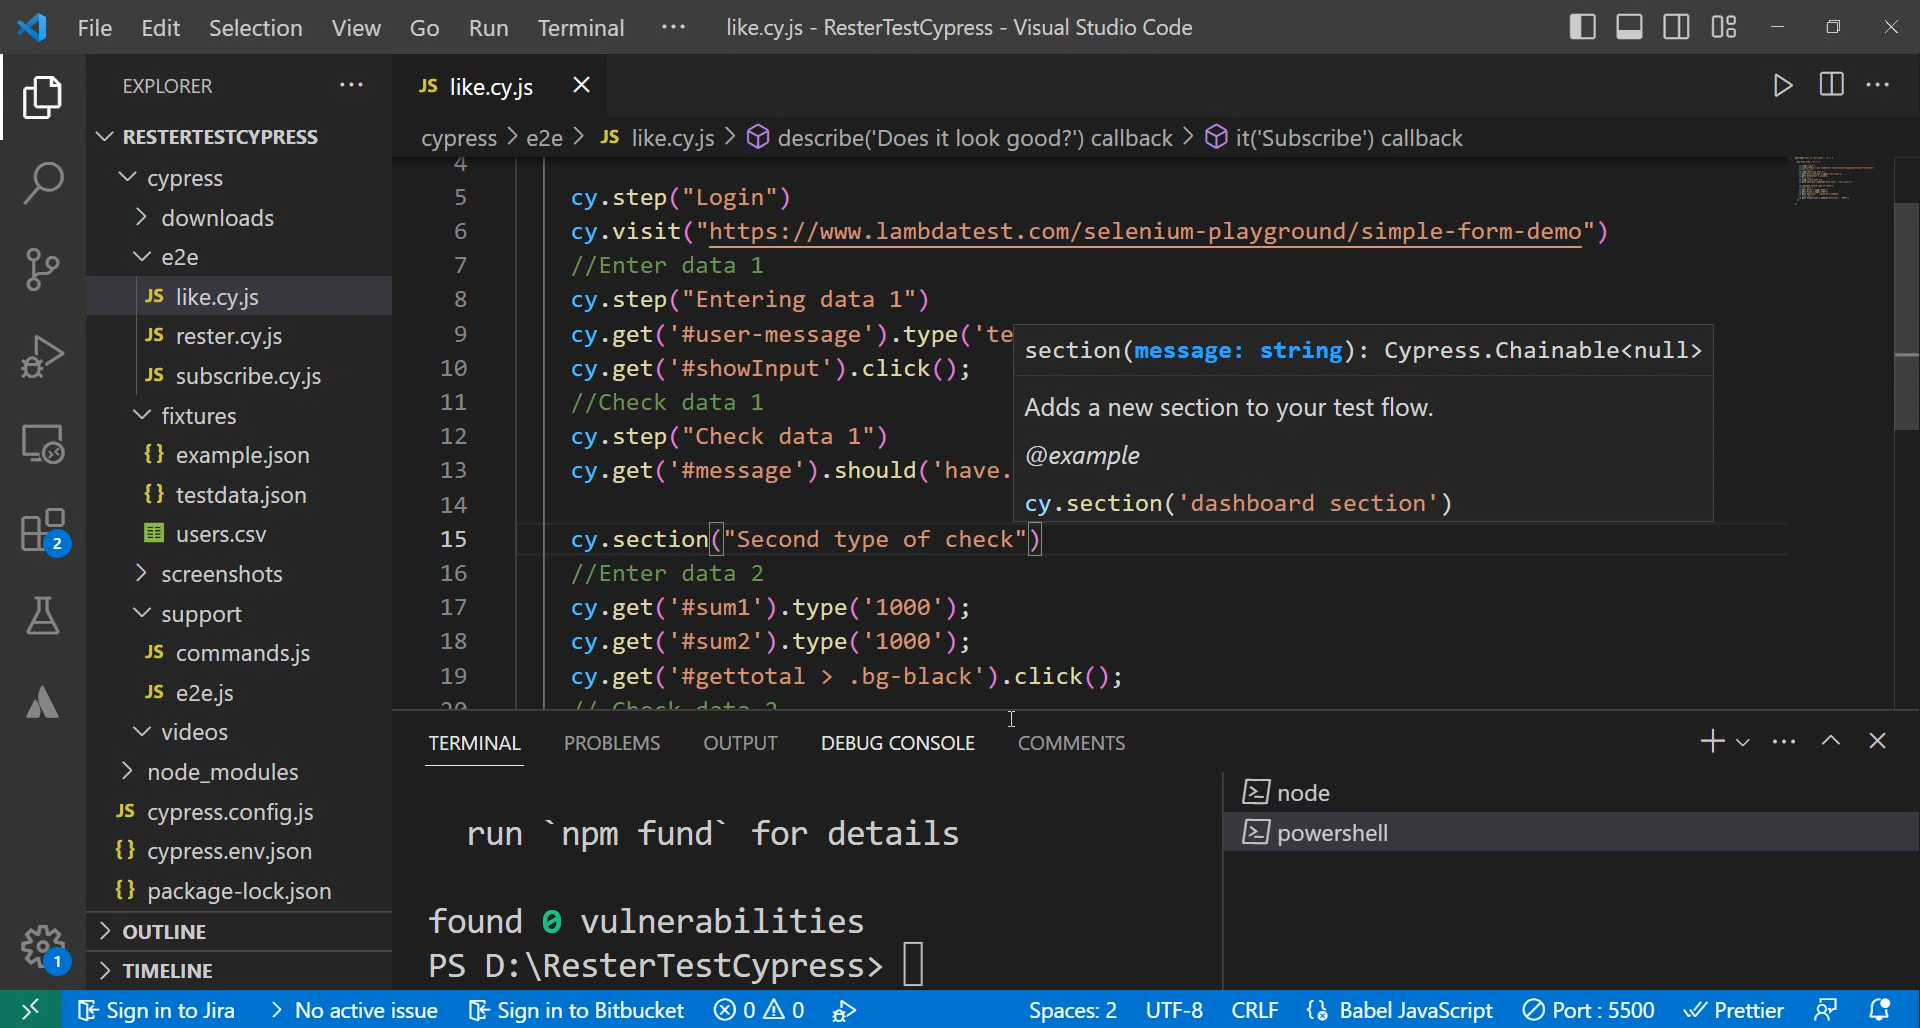 File Edit Selection View Go Run Terminal ··· like.cy.js - ResterTestCypress - Visual Studio Code
EXPLORER ···
JS like.cy.js
cypress > e2e > JS like.cy.js > describe('Does it look good?') callback > it('Subscribe') callback
RESTERTESTCYPRESS
cypress
downloads
e2e
JS like.cy.js
JS rester.cy.js
JS subscribe.cy.js
fixtures
{} example.json
{} testdata.json
users.csv
screenshots
support
JS commands.js
JS e2e.js
videos
node_modules
JS cypress.config.js
{} cypress.env.json
{} package-lock.json
OUTLINE
TIMELINE
2
1
4
5 cy.step("Login")
6 cy.visit("https://www.lambdatest.com/selenium-playground/simple-form-demo")
7 //Enter data 1
8 cy.step("Entering data 1")
9 cy.get('#user-message').type('te
10 cy.get('#showInput').click();
11 //Check data 1
12 cy.step("Check data 1")
13 cy.get('#message').should('have.
14
15 cy.section("Second type of check")
16 //Enter data 2
17 cy.get('#sum1').type('1000');
18 cy.get('#sum2').type('1000');
19 cy.get('#gettotal > .bg-black').click();
20 // Check data 2
section(message: string): Cypress.Chainable<null>
Adds a new section to your test flow.
@example
cy.section('dashboard section')
TERMINAL PROBLEMS OUTPUT DEBUG CONSOLE COMMENTS
run `npm fund` for details
found 0 vulnerabilities
PS D:\ResterTestCypress>
node
powershell
Sign in to Jira > No active issue Sign in to Bitbucket 0 0 Spaces: 2 UTF-8 CRLF {} Babel JavaScript Port : 5500 Prettier